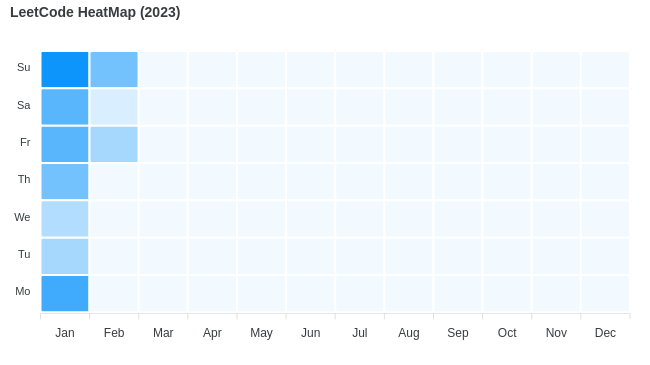 LeetCode HeatMap (2023)
Su
Sa
Fr
Th
We
Tu
Mo
Jan Feb Mar Apr May Jun Jul Aug Sep Oct Nov Dec